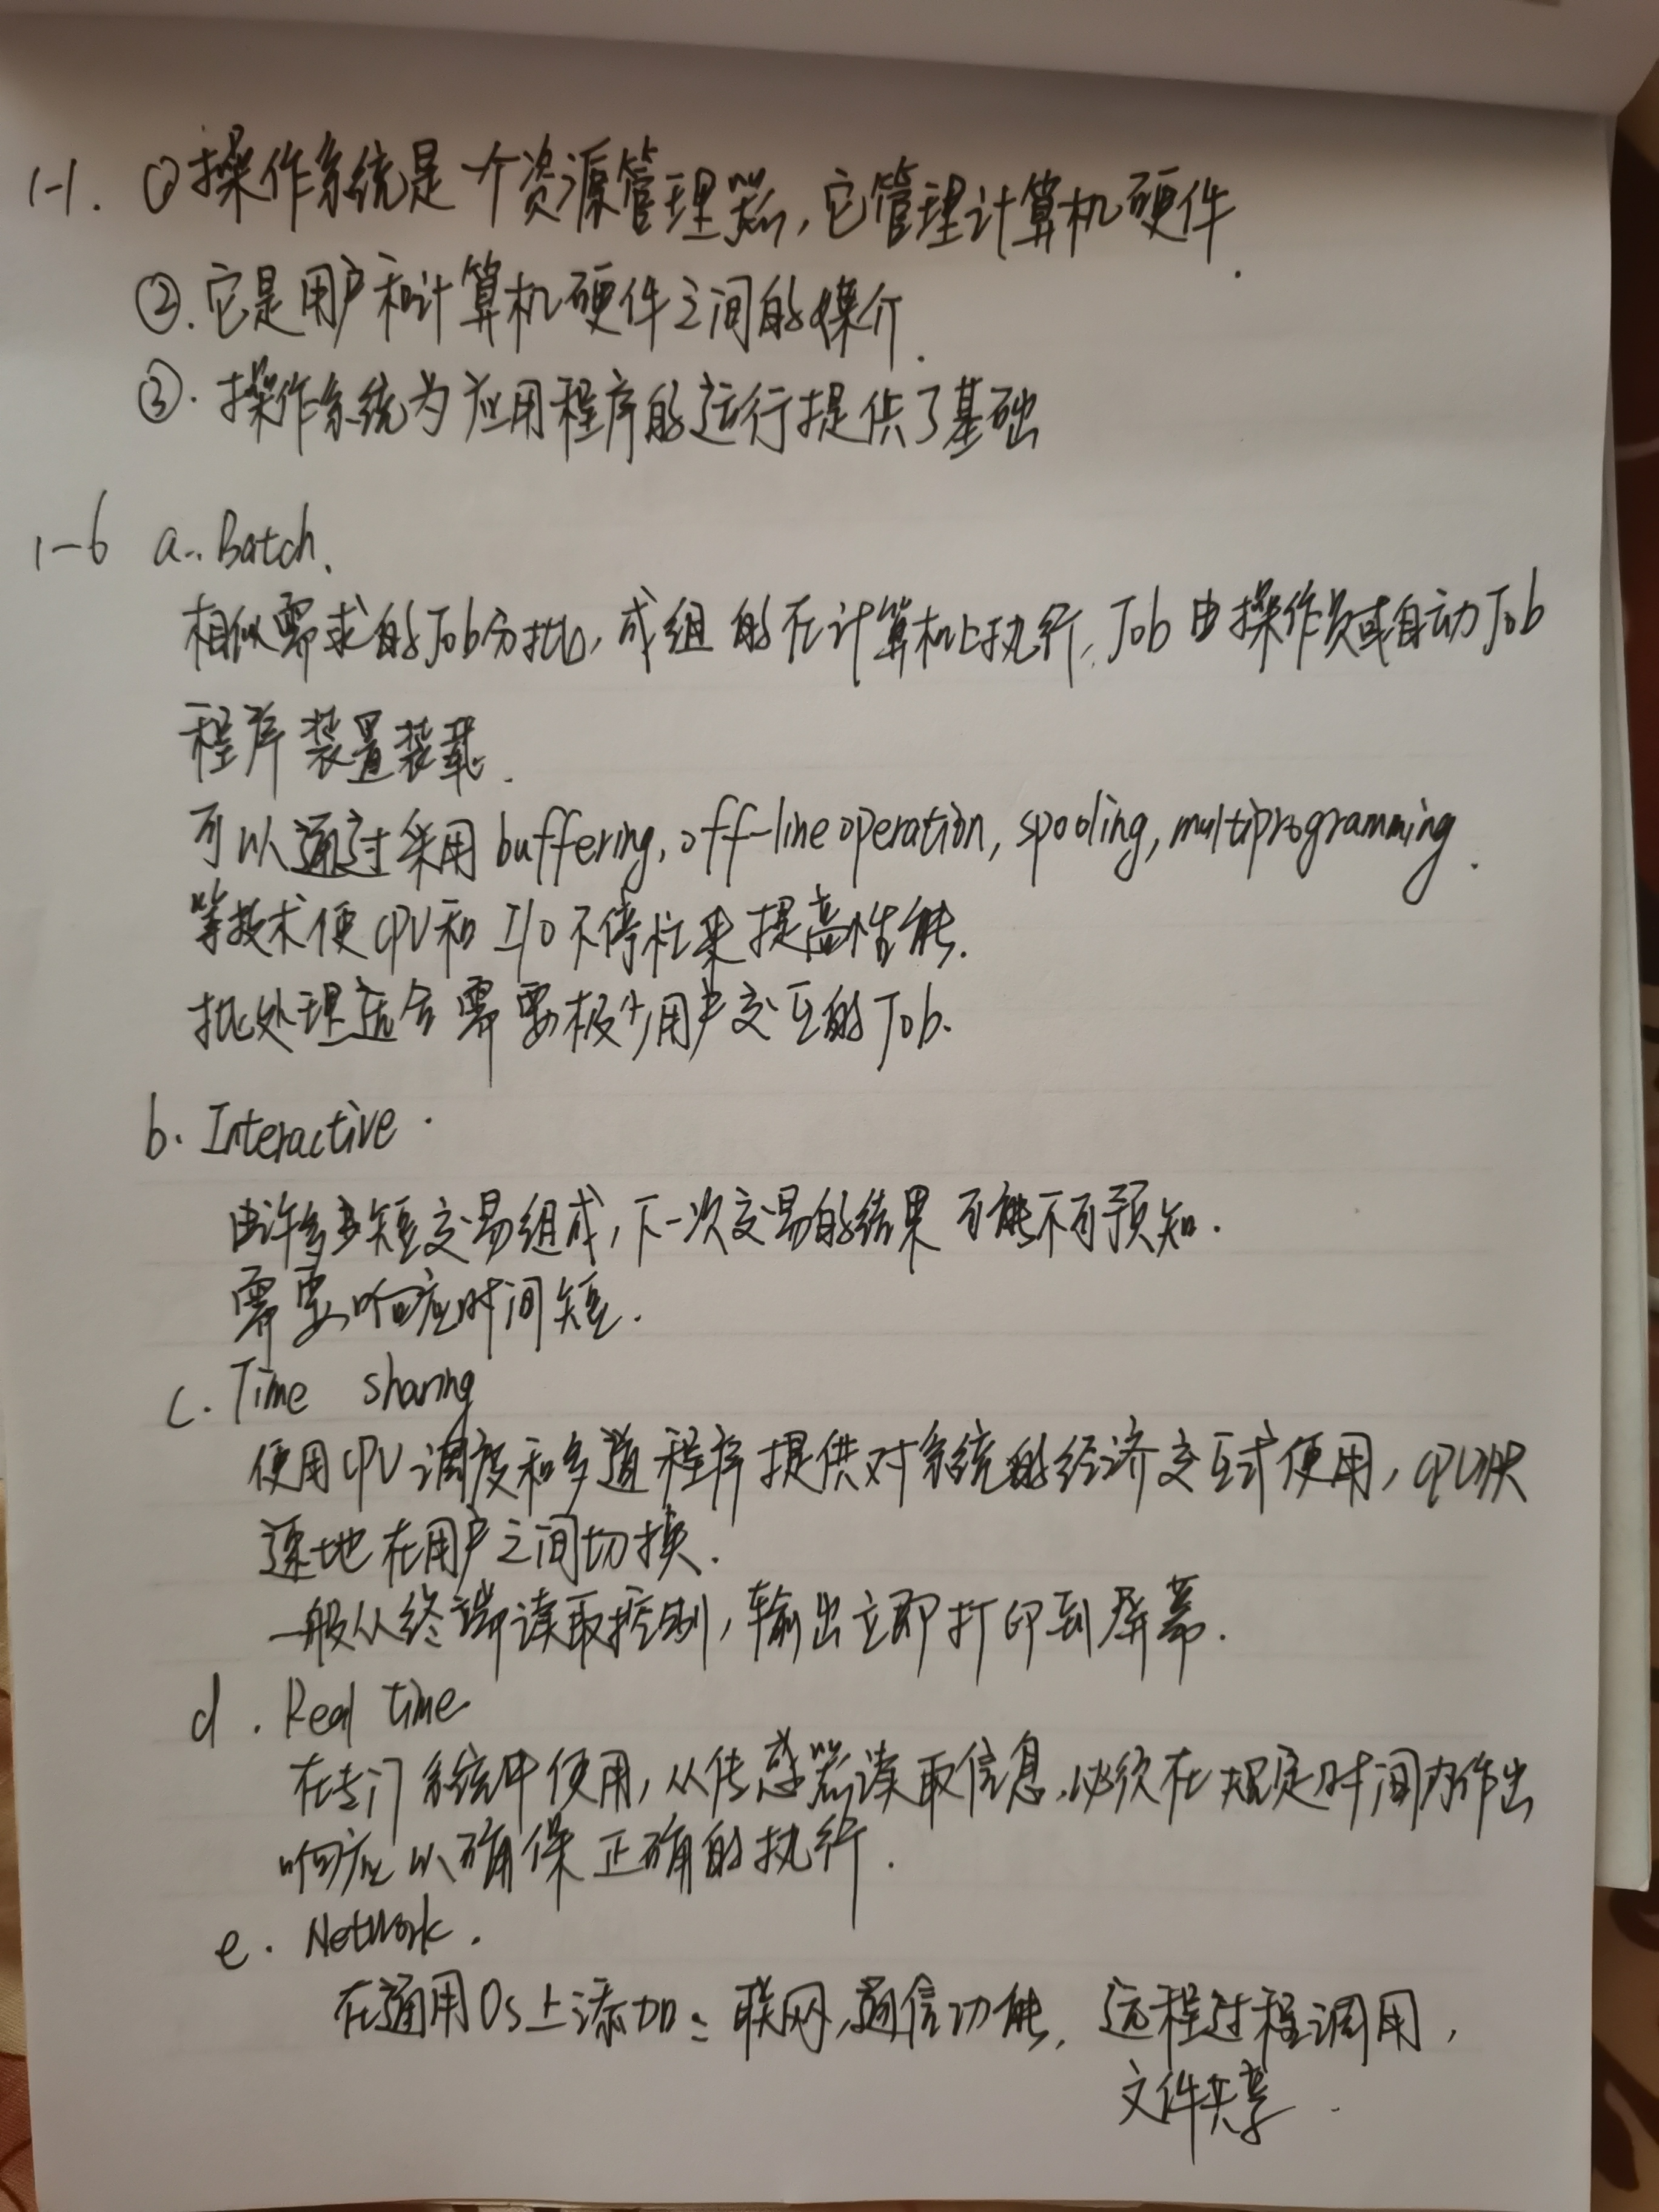 1-1. ①操作系统是一个资源管理器,它管理计算机硬件.
②.它是用户和计算机硬件之间的媒介.
③.操作系统为应用程序的运行提供了基础
1-6 a.. Batch.
相似需求的Job分批,成组的在计算机上执行,Job由操作员或自动Job
程序装置装载.
可以通过采用buffering, off-line operation, spooling, multiprogramming.
等技术使CPU和I/O不停忙来提高性能.
批处理适合需要极少用户交互的Job.
b. Interactive.
由许多短交易组成,下一次交易的结果可能不可预知.
需要响应时间短.
c. Time sharing
使用CPU调度和多道程序提供对系统的经济交互式使用,CPU快
速地在用户之间切换.
一般从终端读取控制,输出立即打印到屏幕.
d. Real time
在专门系统中使用,从传感器读取信息,必须在规定时间内作出
响应以确保正确的执行.
e. Network.
在通用OS上添加:联网,通信功能,远程过程调用,
文件共享.